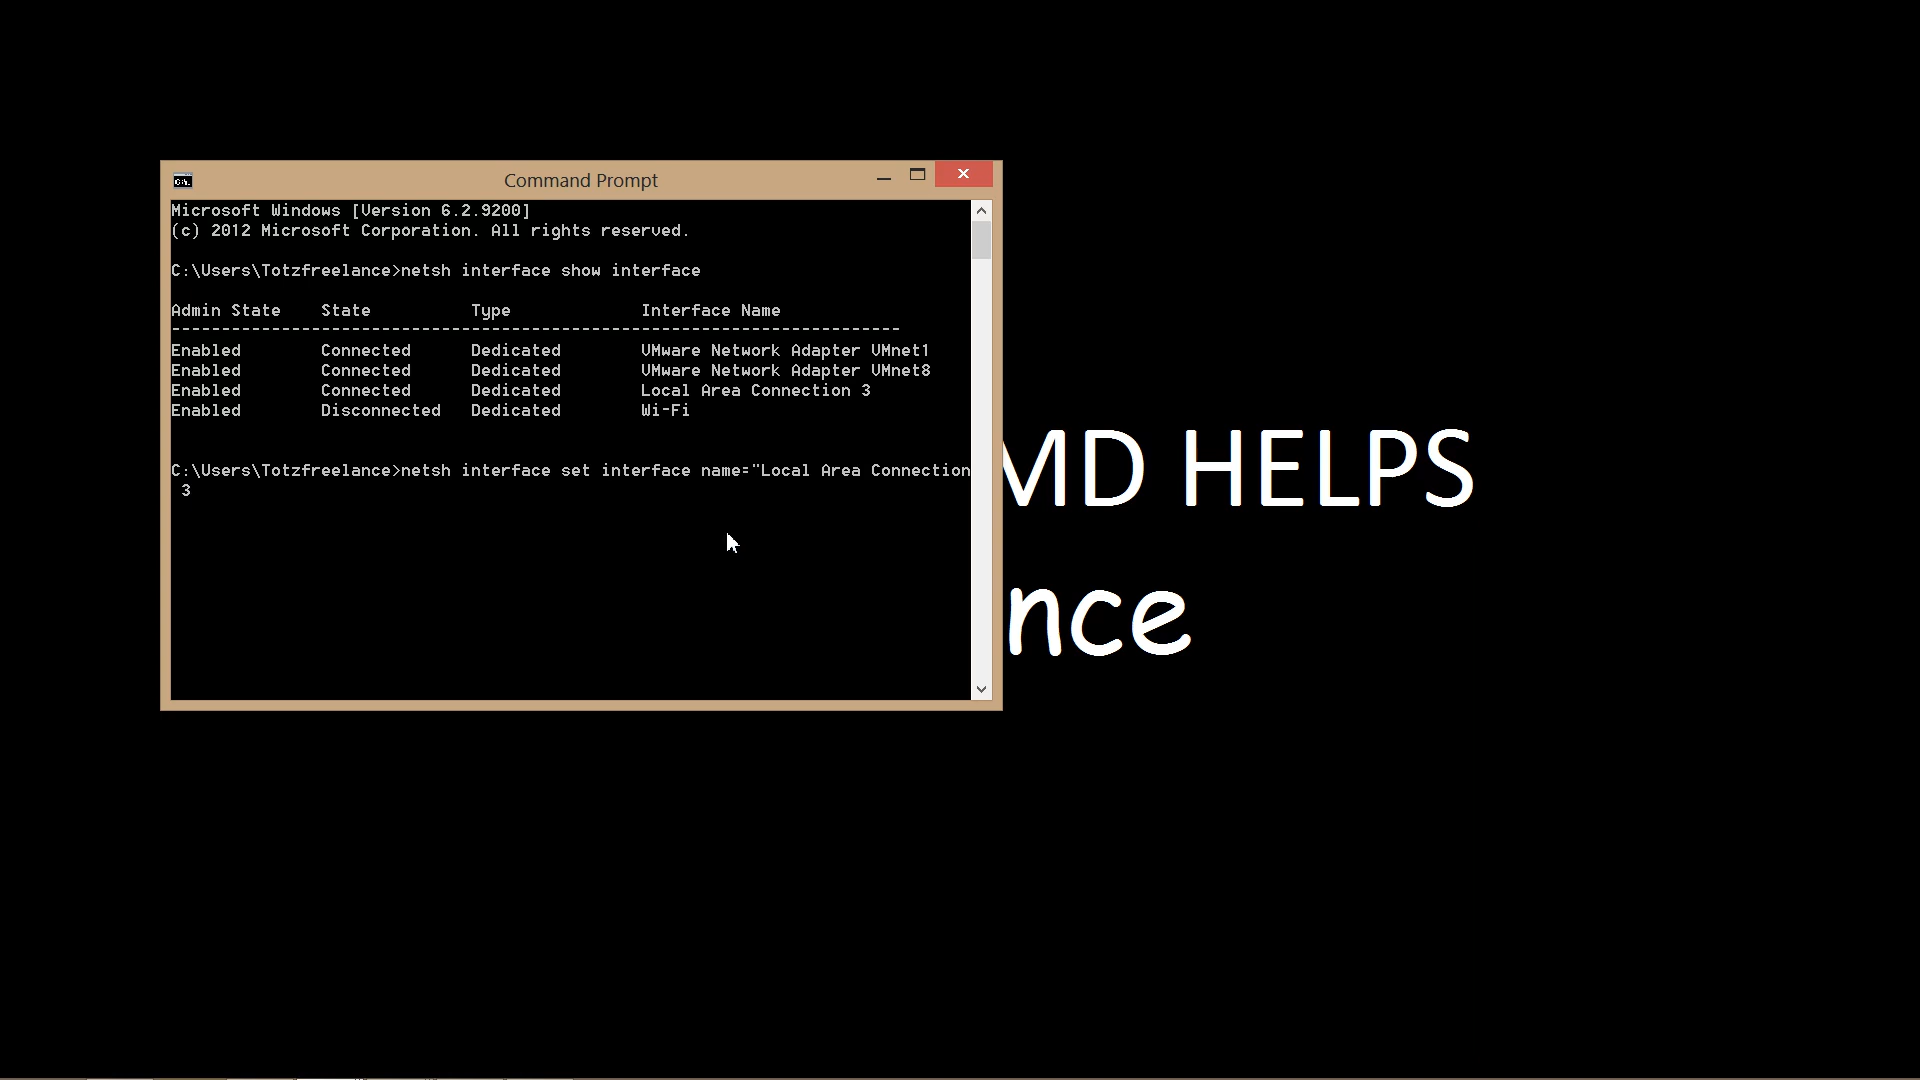 Command Prompt
Microsoft Windows [Version 6.2.9200]
(c) 2012 Microsoft Corporation. All rights reserved.
C:\Users\Totzfreelance>netsh interface show interface
Admin State    State          Type             Interface Name
-------------------------------------------------------------------------
Enabled        Connected      Dedicated        VMware Network Adapter VMnet1
Enabled        Connected      Dedicated        VMware Network Adapter VMnet8
Enabled        Connected      Dedicated        Local Area Connection 3
Enabled        Disconnected   Dedicated        Wi-Fi
C:\Users\Totzfreelance>netsh interface set interface name="Local Area Connection
 3
MD HELPS
nce